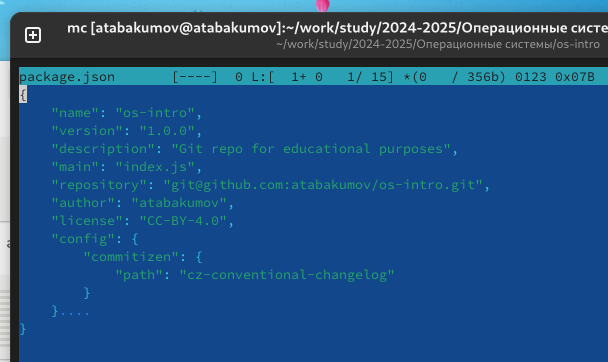 mc [atabakumov@atabakumov]:~/work/study/2024-2025/Операционные систе
~/work/study/2024-2025/Операционные системы/os-intro
package.json       [----]  0 L:[  1+ 0   1/ 15] *(0   / 356b) 0123 0x07B
{
    "name": "os-intro",
    "version": "1.0.0",
    "description": "Git repo for educational purposes",
    "main": "index.js",
    "repository": "git@github.com:atabakumov/os-intro.git",
    "author": "atabakumov",
    "license": "CC-BY-4.0",
    "config": {
        "commitizen": {
            "path": "cz-conventional-changelog"
        }
    }....
}